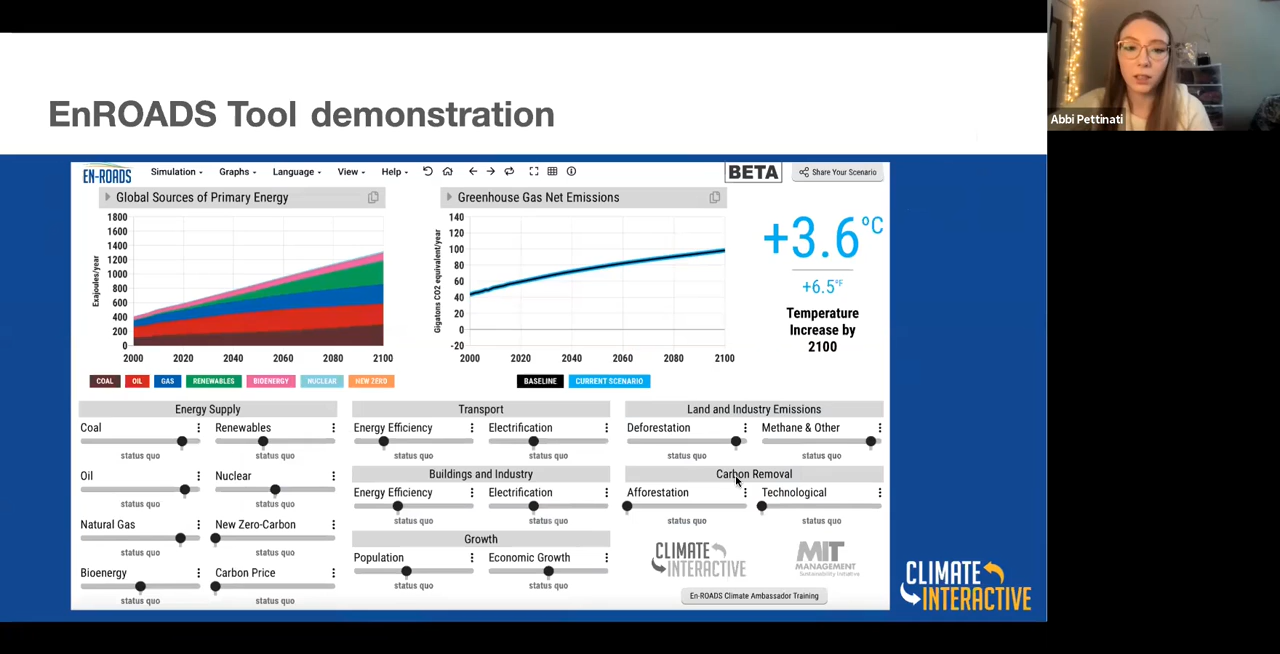 EnROADS Tool demonstration
Abbi Pettinati
EN-ROADS
Simulation
Graphs
Language
View
Help
BETA
Share Your Scenario
Global Sources of Primary Energy
Greenhouse Gas Net Emissions
Exajoules/year
1800
1600
1400
1200
1000
800
600
400
200
0
2000 2020 2040 2060 2080 2100
COAL OIL GAS RENEWABLES BIOENERGY NUCLEAR NEW ZERO
Gigatons CO2 equivalent/year
140
120
100
80
60
40
20
0
-20
2000 2020 2040 2060 2080 2100
BASELINE CURRENT SCENARIO
+3.6°C
+6.5°F
Temperature
Increase by
2100
Energy Supply
Coal Renewables
status quo status quo
Oil Nuclear
status quo status quo
Natural Gas New Zero-Carbon
status quo status quo
Bioenergy Carbon Price
status quo status quo
Transport
Energy Efficiency Electrification
status quo status quo
Buildings and Industry
Energy Efficiency Electrification
status quo status quo
Growth
Population Economic Growth
status quo status quo
Land and Industry Emissions
Deforestation Methane & Other
status quo status quo
Carbon Removal
Afforestation Technological
status quo status quo
CLIMATE
INTERACTIVE
MIT
MANAGEMENT
Sustainability Initiative
En-ROADS Climate Ambassador Training
CLIMATE
INTERACTIVE